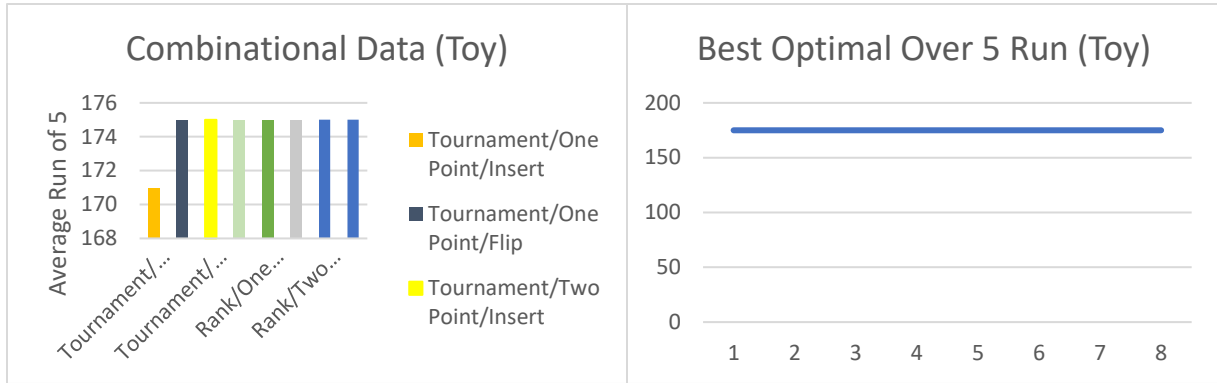 Combinational Data (Toy)
Average Run of 5
176
174
172
170
168
Tournament/...
Tournament/...
Rank/One...
Rank/Two...
Tournament/One
Point/Insert
Tournament/One
Point/Flip
Tournament/Two
Point/Insert
Best Optimal Over 5 Run (Toy)
200
150
100
50
0
1 2 3 4 5 6 7 8